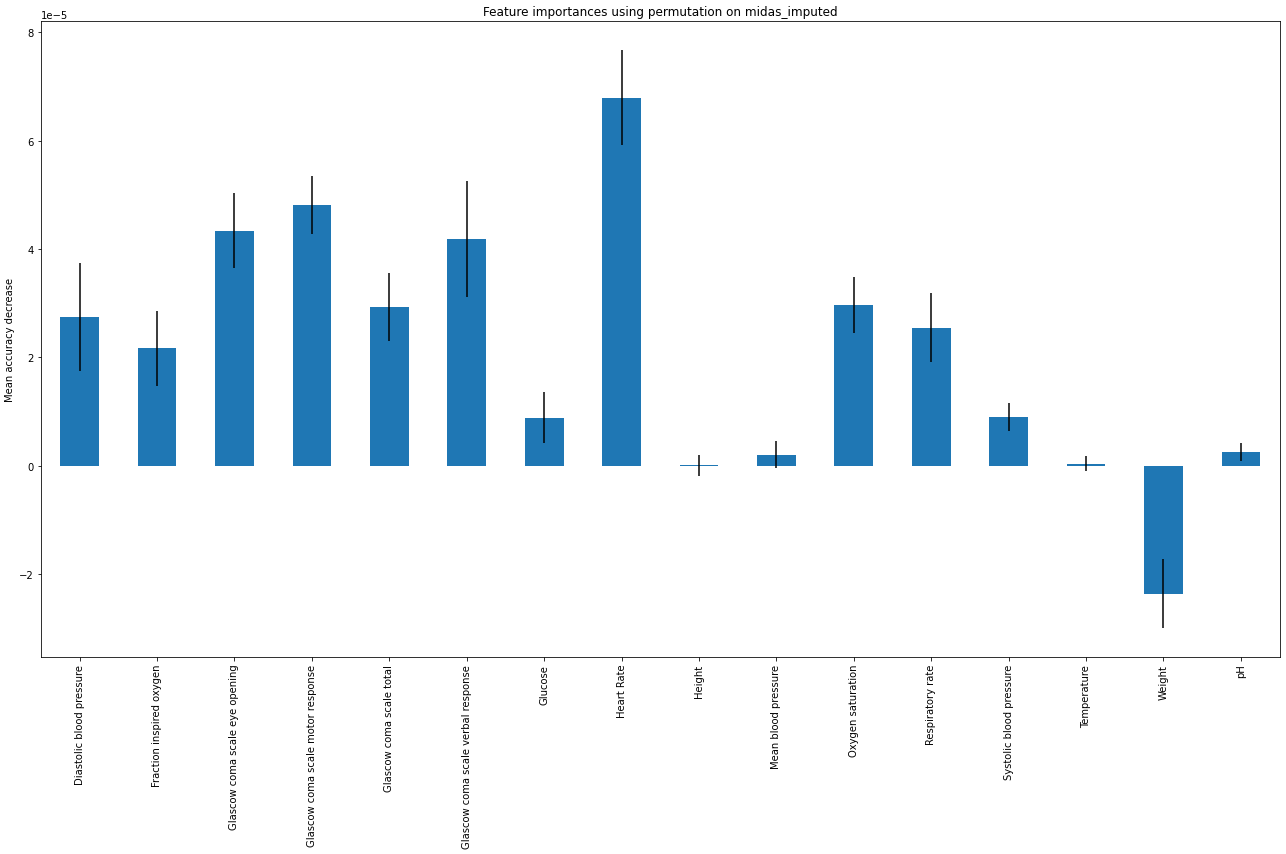 Feature importances using permutation on midas_imputed
1e−5
8
6
4
2
0
−2
Mean accuracy decrease
Diastolic blood pressure
Fraction inspired oxygen
Glascow coma scale eye opening
Glascow coma scale motor response
Glascow coma scale total
Glascow coma scale verbal response
Glucose
Heart Rate
Height
Mean blood pressure
Oxygen saturation
Respiratory rate
Systolic blood pressure
Temperature
Weight
pH